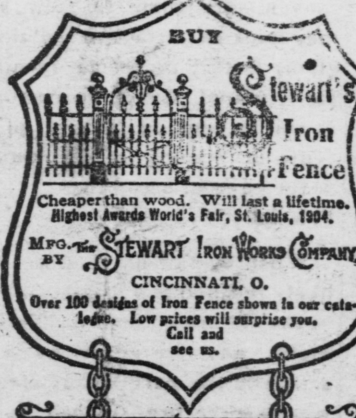 BUY
Stewart's
Iron
Fence
Cheaper than wood. Will last a lifetime.
Highest Awards World's Fair, St. Louis, 1904.
MFG. BY The STEWART IRON WORKS COMPANY
CINCINNATI, O.
Over 100 designs of Iron Fence shown in our cata-
logue. Low prices will surprise you.
Call and
see us.